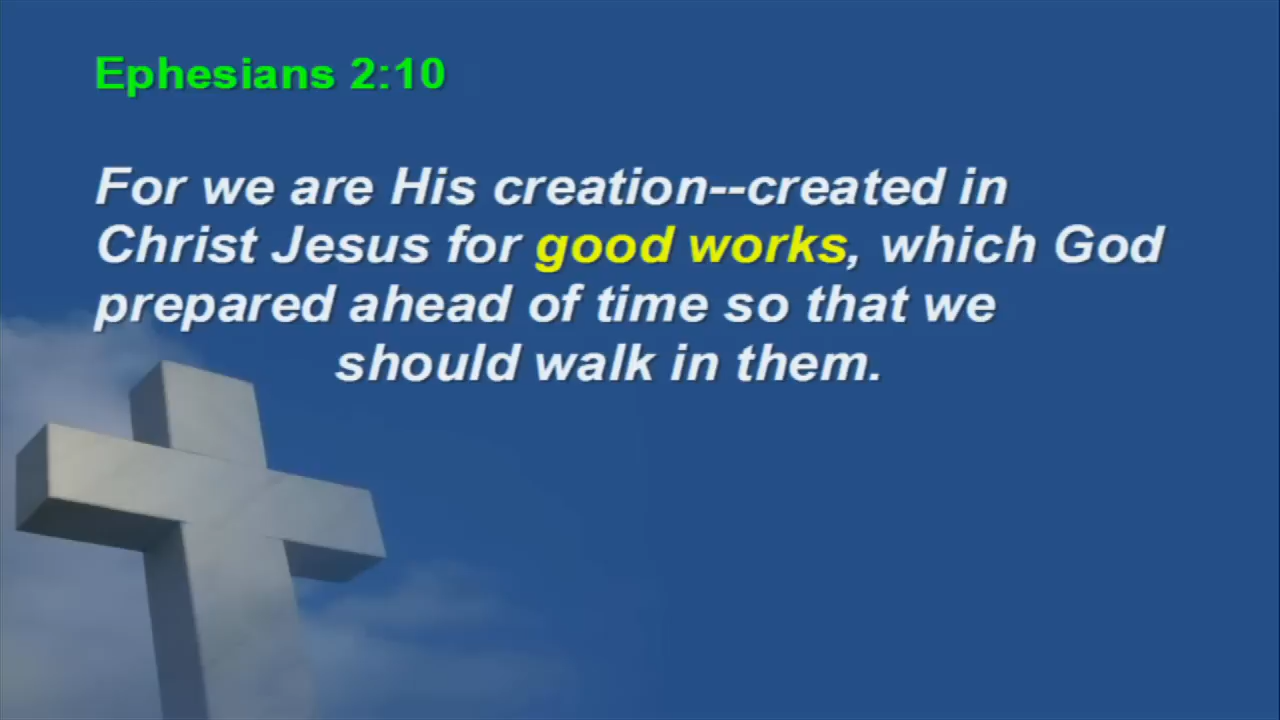 Ephesians 2:10
For we are His creation--created in
Christ Jesus for good works, which God
prepared ahead of time so that we
should walk in them.